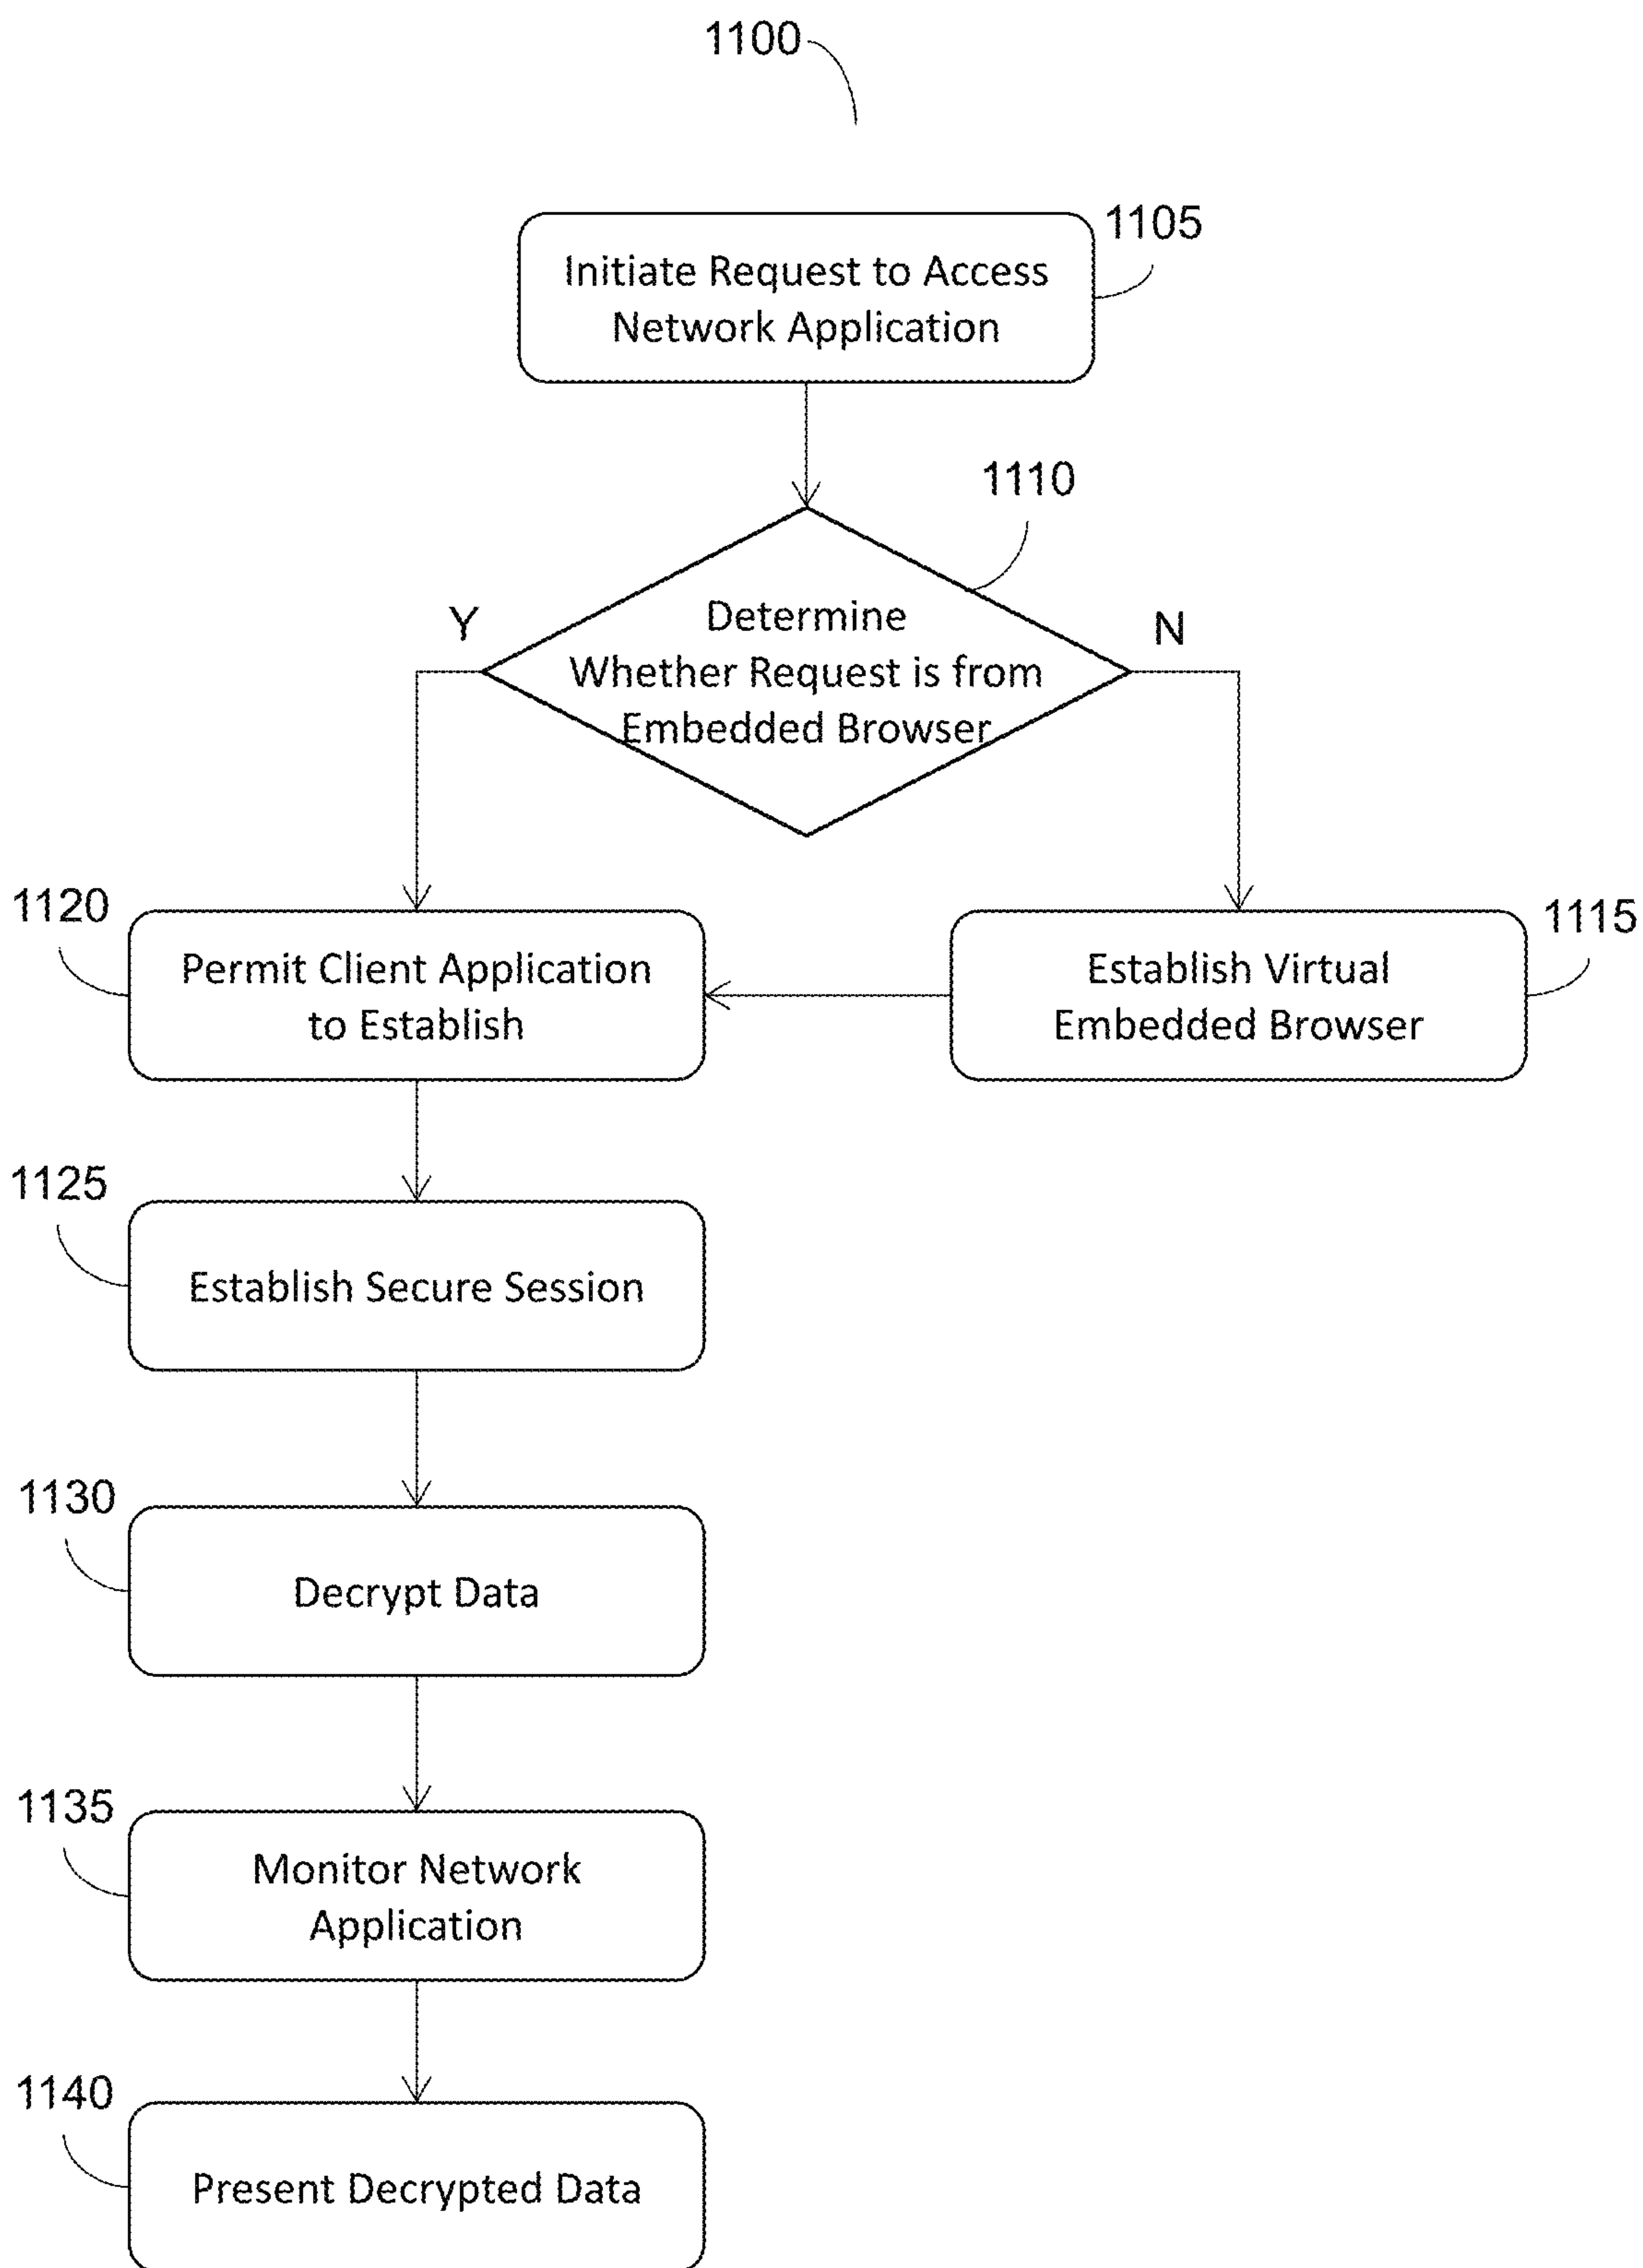 1100
1105
Initiate Request to Access
Network Application
1110
Y
N
Determine
Whether Request is from
Embedded Browser
1120
1115
Permit Client Application
to Establish
Establish Virtual
Embedded Browser
1125
Establish Secure Session
1130
Decrypt Data
1135
Monitor Network
Application
1140
Present Decrypted Data